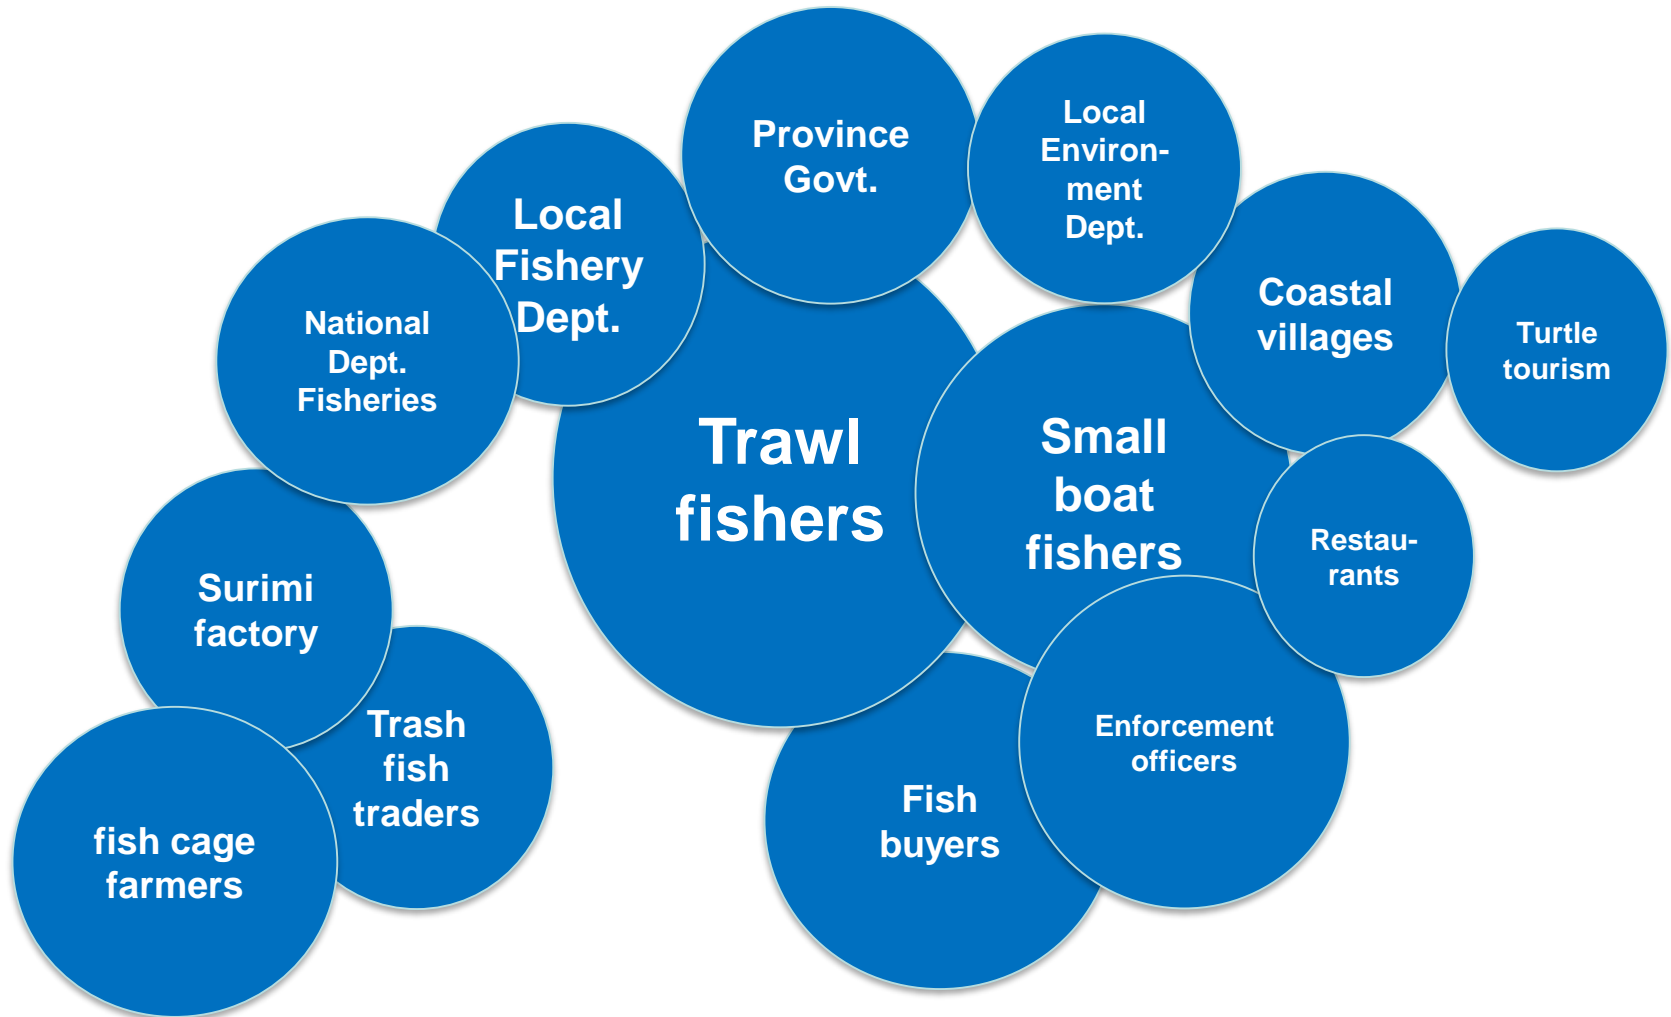 Province
Govt.
Local
Environ-
ment
Dept.
Local
Fishery
Dept.
National
Dept.
Fisheries
Coastal
villages
Turtle
tourism
Trawl
fishers
Small
boat
fishers
Restau-
rants
Surimi
factory
Trash
fish
traders
fish cage
farmers
Fish
buyers
Enforcement
officers